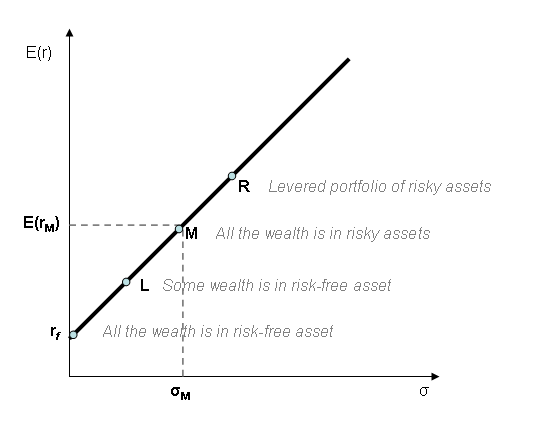 E(r)
R Levered portfolio of risky assets
E(rM)
M All the wealth is in risky assets
L Some wealth is in risk-free asset
rf All the wealth is in risk-free asset
σM σ